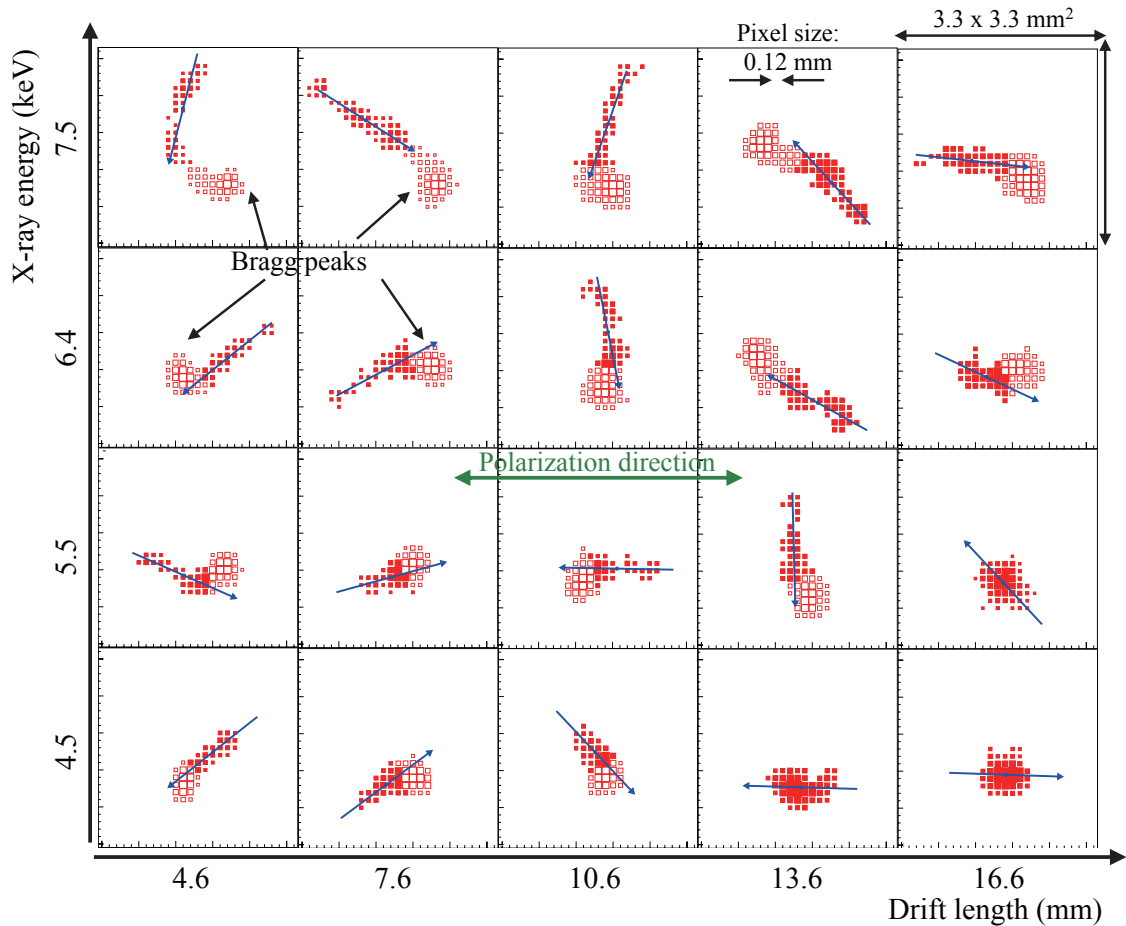 3.3 x 3.3 mm²
Pixel size:
0.12 mm
X-ray energy (keV)
7.5
Bragg peaks
6.4
Polarization direction
5.5
4.5
4.6 7.6 10.6 13.6 16.6
Drift length (mm)